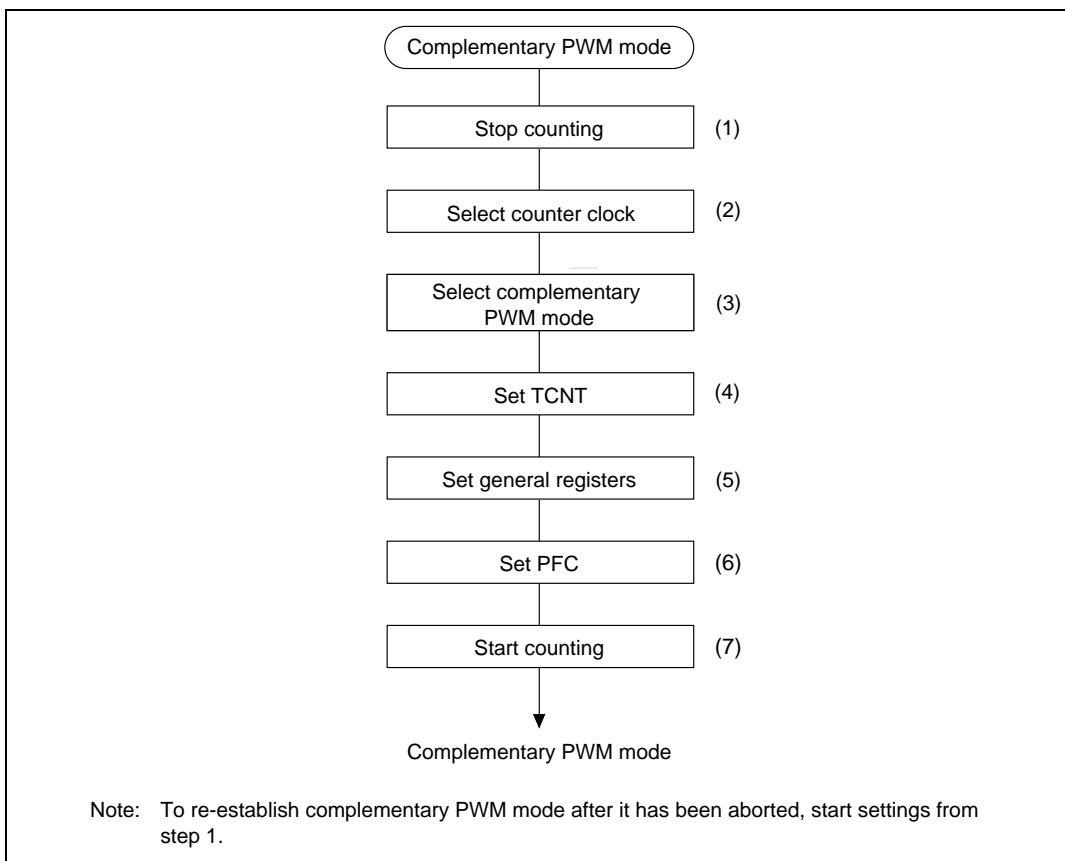 Complementary PWM mode
Stop counting (1)
Select counter clock (2)
Select complementary
PWM mode (3)
Set TCNT (4)
Set general registers (5)
Set PFC (6)
Start counting (7)
Complementary PWM mode
Note: To re-establish complementary PWM mode after it has been aborted, start settings from
step 1.